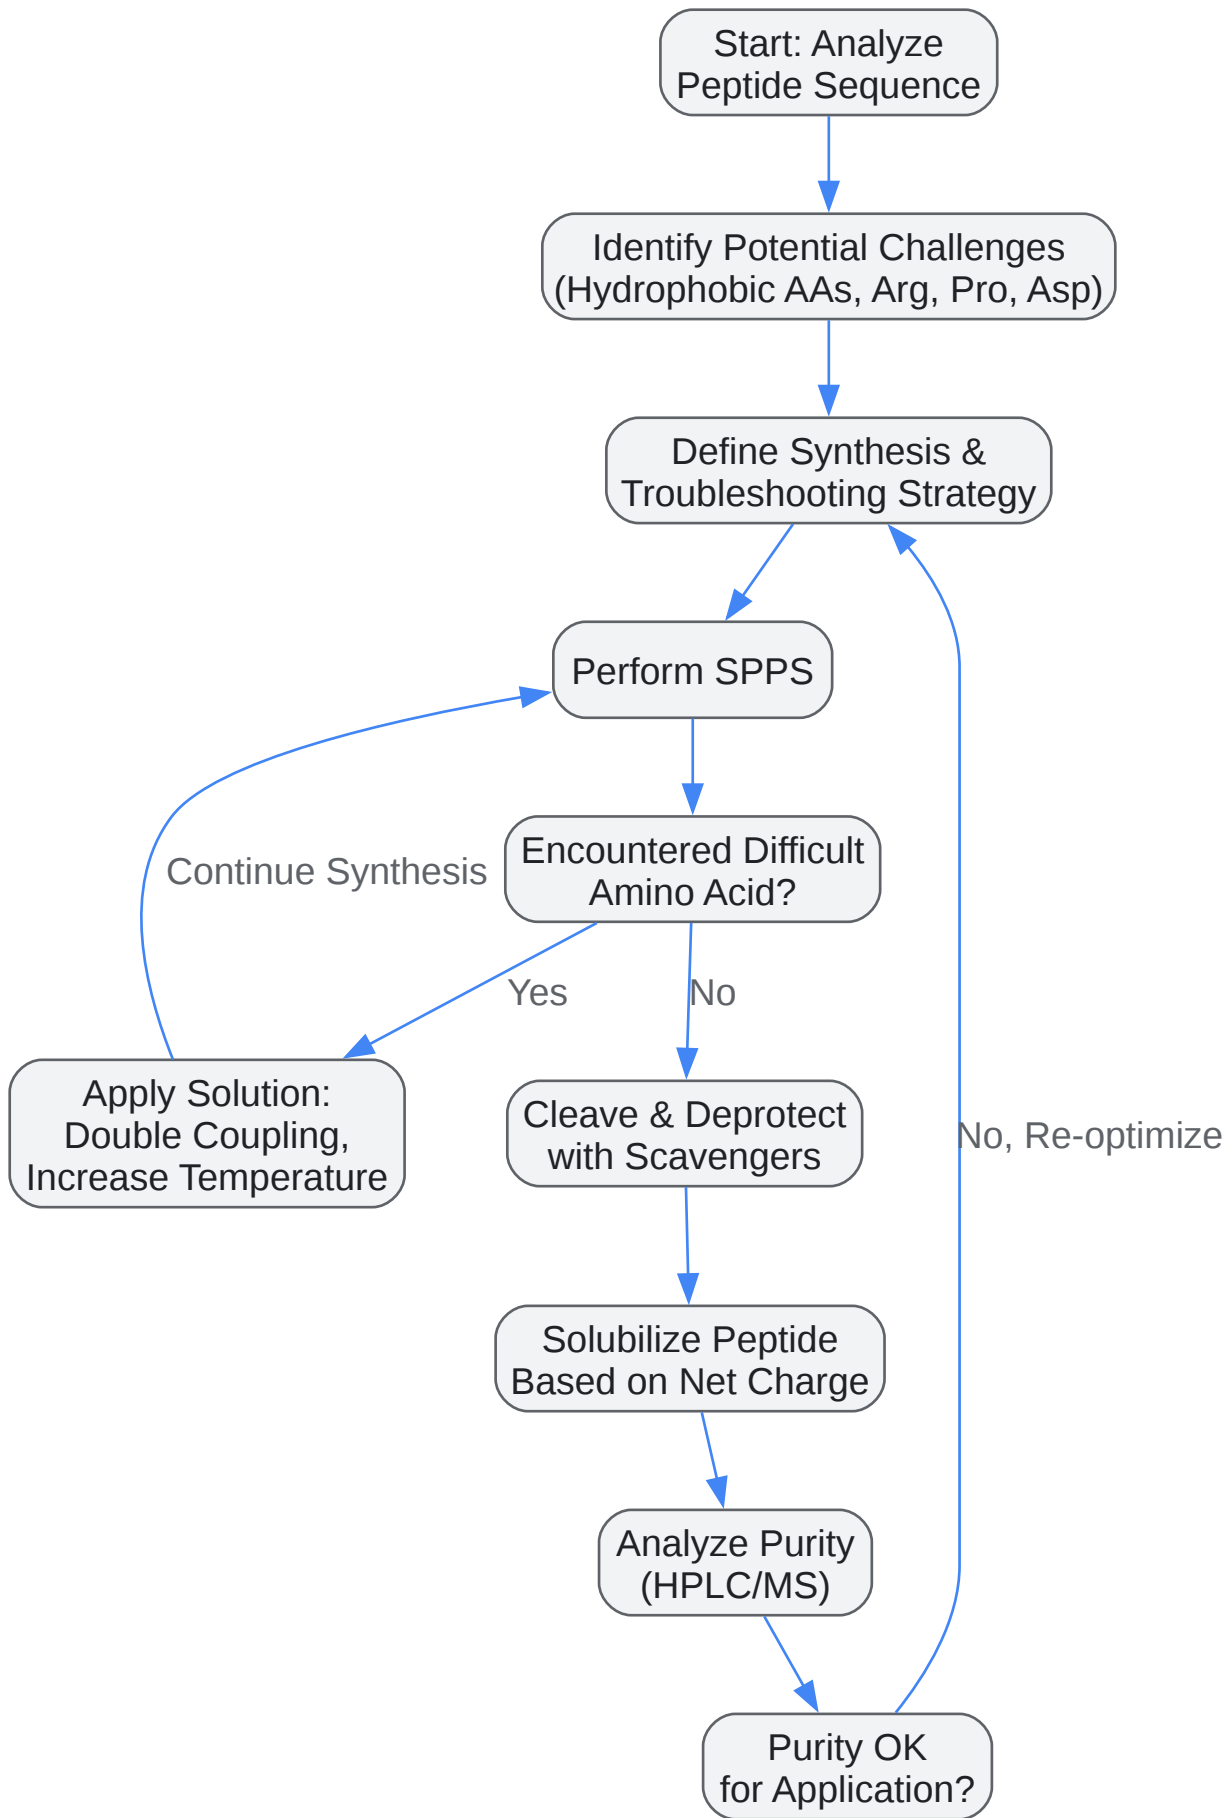 Start: Analyze
Peptide Sequence
Identify Potential Challenges
(Hydrophobic AAs, Arg, Pro, Asp)
Define Synthesis &
Troubleshooting Strategy
Perform SPPS
Encountered Difficult
Amino Acid?
Continue Synthesis
Yes
No
Apply Solution:
Double Coupling,
Increase Temperature
Cleave & Deprotect
with Scavengers
No, Re-optimize
Solubilize Peptide
Based on Net Charge
Analyze Purity
(HPLC/MS)
Purity OK
for Application?